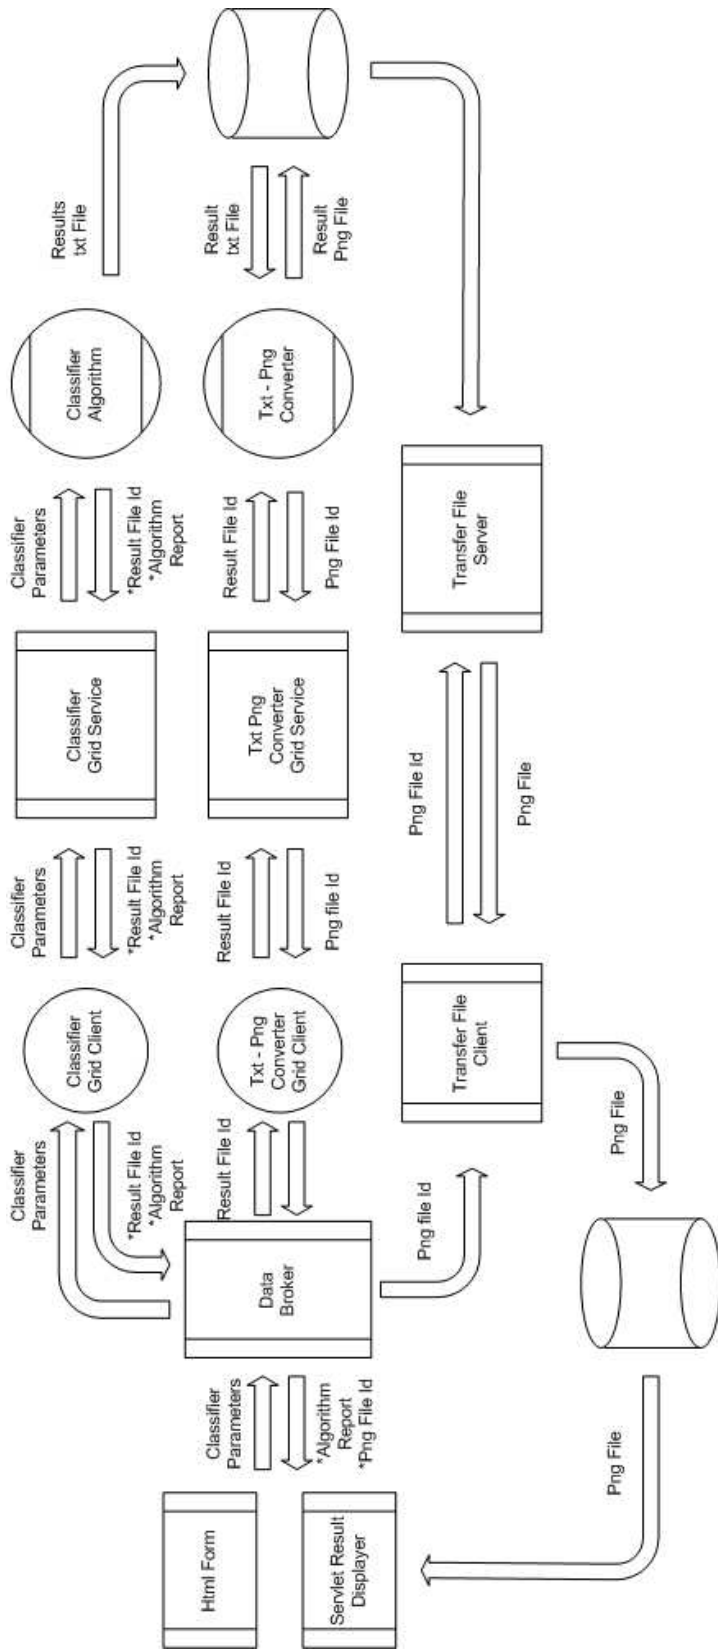 Html Form
Servlet Result
Displayer
Classifier
Parameters
*Algorithm
Report
*Png File Id
Data
Broker
Classifier
Parameters
*Result File Id
*Algorithm
Report
Result File Id
Png file Id
Classifier
Grid Client
Txt - Png
Converter
Grid Client
Transfer File
Client
Classifier
Parameters
*Result File Id
*Algorithm
Report
Result File Id
Png file Id
Png File Id
Png File
Png File
Png File
Classifier
Grid Service
Txt Png
Converter
Grid Service
Transfer File
Server
Classifier
Parameters
*Result File Id
*Algorithm
Report
Result File Id
Png File Id
Classifier
Algorithm
Txt - Png
Converter
Results
txt File
Result
txt File
Result
Png File